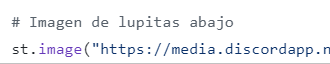 # Imagen de lupitas abajo
st.image("https://media.discordapp.n